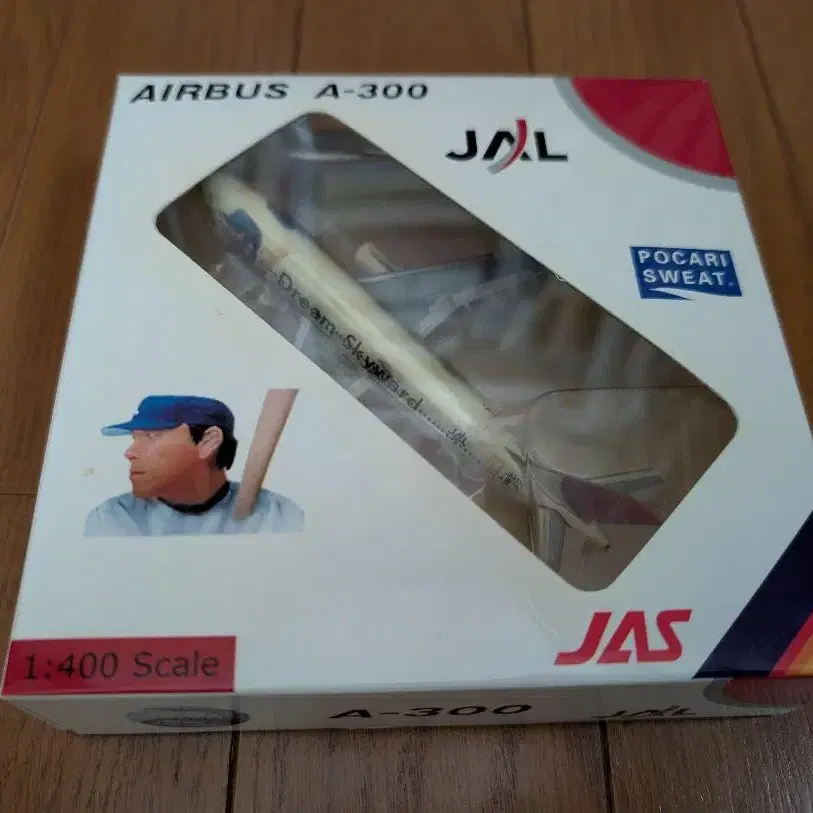 AIRBUS A-300
JAL
POCARI
SWEAT.
Dream Skyward....
JAS
1:400 Scale
A-300
JAL